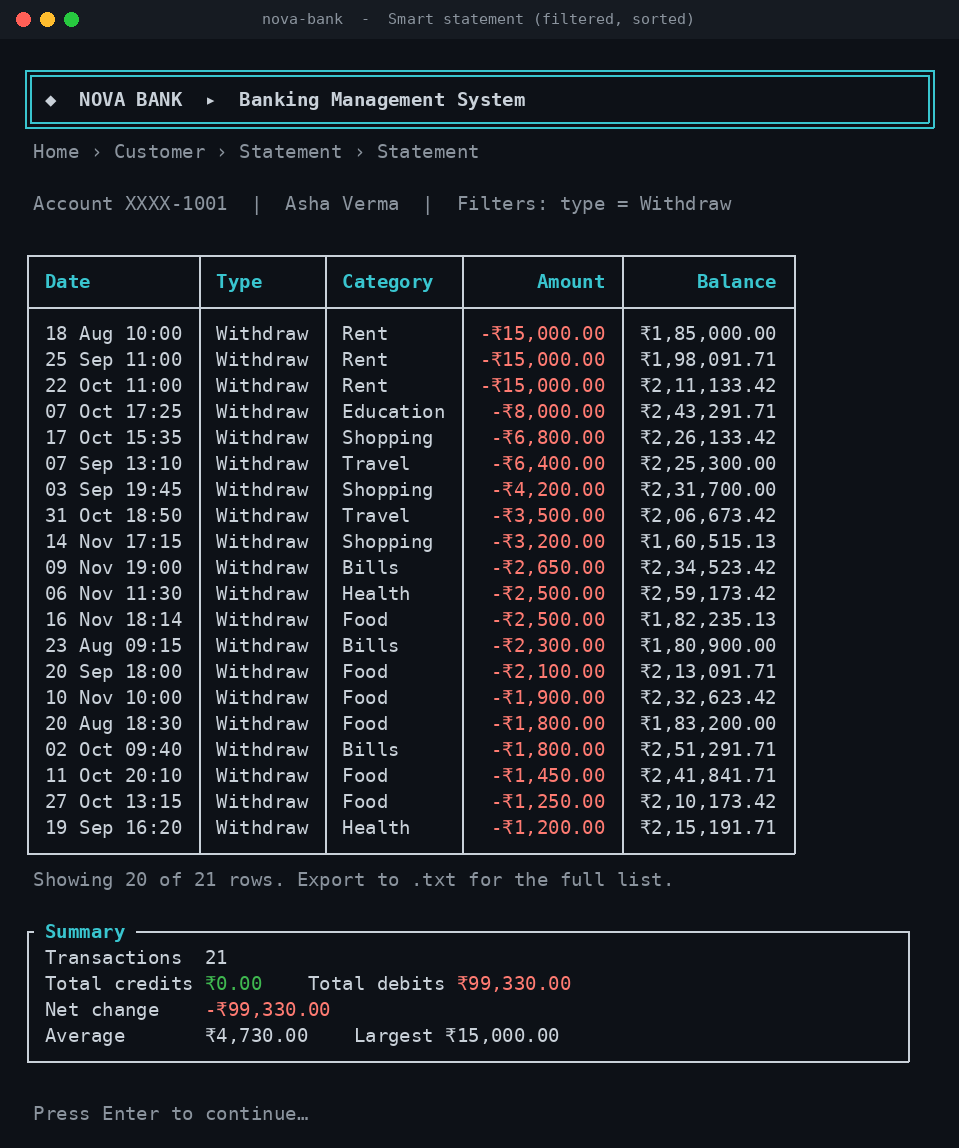 nova-bank  -  Smart statement (filtered, sorted)
◆  NOVA BANK  ▸  Banking Management System
Home › Customer › Statement › Statement
Account XXXX-1001  |  Asha Verma  |  Filters: type = Withdraw
Date  Type  Category  Amount  Balance
18 Aug 10:00  Withdraw  Rent  -₹15,000.00  ₹1,85,000.00
25 Sep 11:00  Withdraw  Rent  -₹15,000.00  ₹1,98,091.71
22 Oct 11:00  Withdraw  Rent  -₹15,000.00  ₹2,11,133.42
07 Oct 17:25  Withdraw  Education  -₹8,000.00  ₹2,43,291.71
17 Oct 15:35  Withdraw  Shopping  -₹6,800.00  ₹2,26,133.42
07 Sep 13:10  Withdraw  Travel  -₹6,400.00  ₹2,25,300.00
03 Sep 19:45  Withdraw  Shopping  -₹4,200.00  ₹2,31,700.00
31 Oct 18:50  Withdraw  Travel  -₹3,500.00  ₹2,06,673.42
14 Nov 17:15  Withdraw  Shopping  -₹3,200.00  ₹1,60,515.13
09 Nov 19:00  Withdraw  Bills  -₹2,650.00  ₹2,34,523.42
06 Nov 11:30  Withdraw  Health  -₹2,500.00  ₹2,59,173.42
16 Nov 18:14  Withdraw  Food  -₹2,500.00  ₹1,82,235.13
23 Aug 09:15  Withdraw  Bills  -₹2,300.00  ₹1,80,900.00
20 Sep 18:00  Withdraw  Food  -₹2,100.00  ₹2,13,091.71
10 Nov 10:00  Withdraw  Food  -₹1,900.00  ₹2,32,623.42
20 Aug 18:30  Withdraw  Food  -₹1,800.00  ₹1,83,200.00
02 Oct 09:40  Withdraw  Bills  -₹1,800.00  ₹2,51,291.71
11 Oct 20:10  Withdraw  Food  -₹1,450.00  ₹2,41,841.71
27 Oct 13:15  Withdraw  Food  -₹1,250.00  ₹2,10,173.42
19 Sep 16:20  Withdraw  Health  -₹1,200.00  ₹2,15,191.71
Showing 20 of 21 rows. Export to .txt for the full list.
Summary
Transactions  21
Total credits ₹0.00    Total debits ₹99,330.00
Net change    -₹99,330.00
Average       ₹4,730.00    Largest ₹15,000.00
Press Enter to continue…